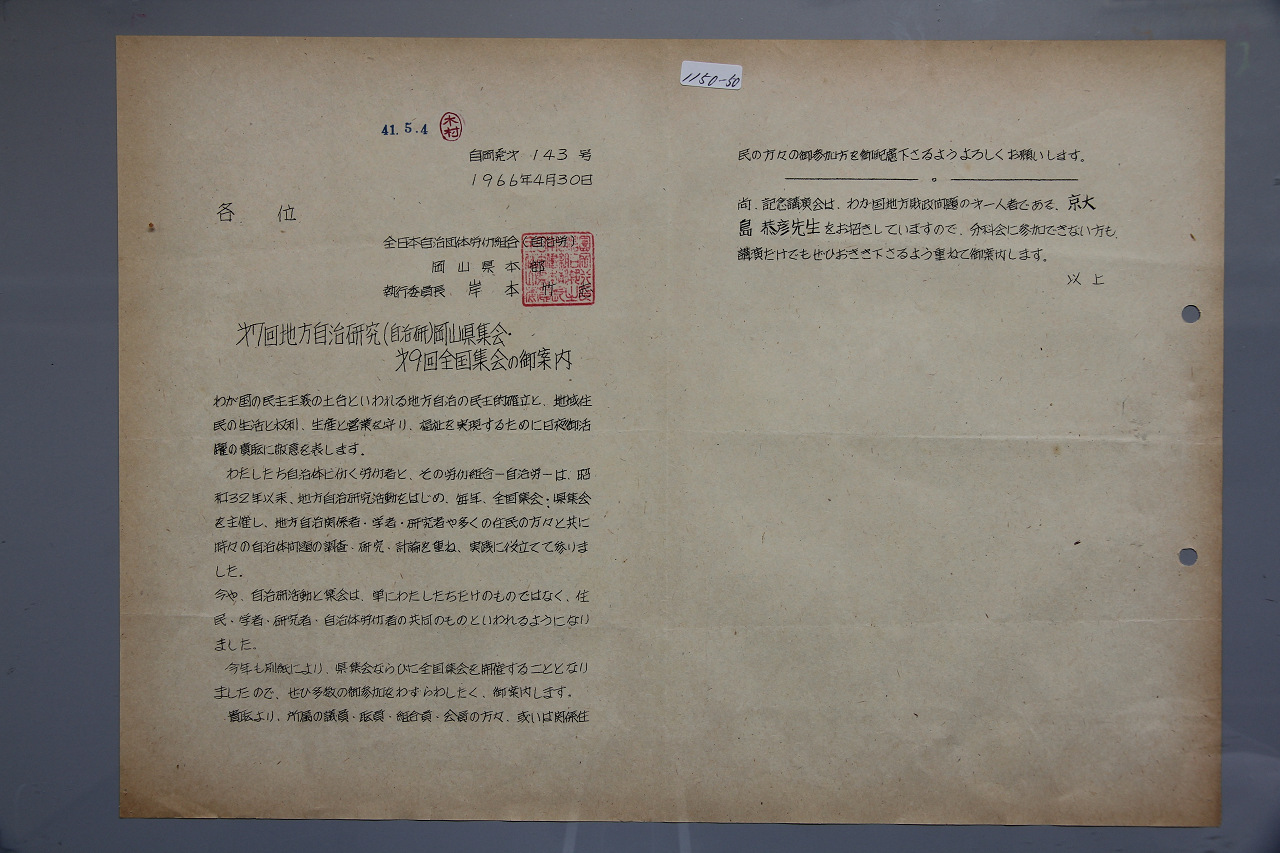 1150-50
41.5.4
木村
自岡発才 143 号
1966年4月30日
各 位
全日本自治団体労仂組合(自治労)
岡山県本部
執行委員長 岸本
才7回地方自治研究(自治研)岡山県集会・
才9回全国集会の御案内
わが国の民主主義の土台といわれる地方自治の民主的確立と、地域住
民の生活と权利、生産と営業を守り、福祉を実現するために日夜御活
躍の貴殿に敬意を表します。
わたしたち自治体に仂く労仂者と、その労仂組合－自治労－は、昭
和32年以来、地方自治研究活動をはじめ、毎年、全国集会・県集会
を主催し、地方自治関係者・学者・研究者や多くの住民の方々と共に
時々の自治体問題の調査・研究・討論を重ね、実践に役立てて参りま
した。
今や、自治研活動と集会は、単にわたしたちだけのものではなく、住
民・学者・研究者・自治体労仂者の共同のものといわれるようになり
ました。
今年も別紙により、県集会ならびに全国集会を開催することとなり
ましたので、ぜひ多数の御参加をわずらわしたく、御案内します。
貴殿より、所属の議員・役員・組合員・会員の方々、或いは関係住
民の方々の御参加方を御配慮下さるようよろしくお願いします。
尚、記念講演会は、わが国地方財政問題の才一人者である、京大
島 恭彦先生をお招きしていますので、分科会に参加できない方も、
講演だけでもぜひおきき下さるよう重ねて御案内します。
以上